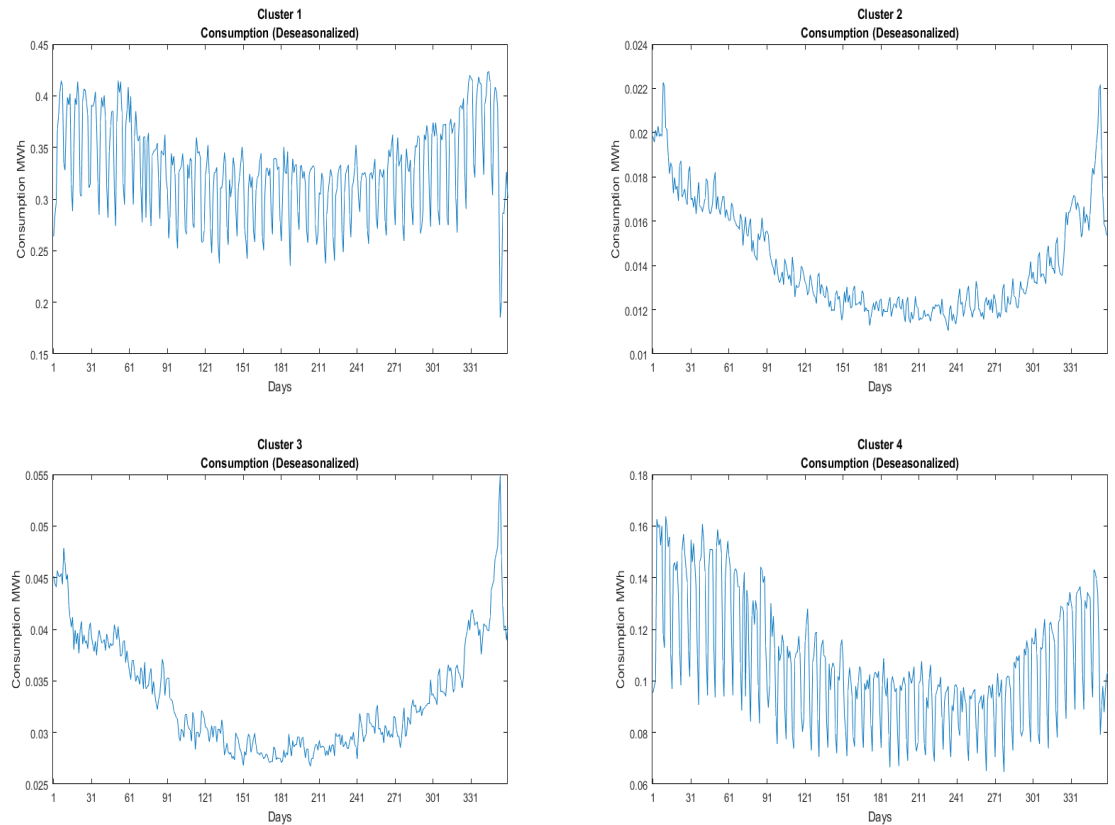 Cluster 1
Consumption (Deseasonalized)
0.45
0.4
0.35
0.3
0.25
0.2
0.15
Consumption MWh
1 31 61 91 121 151 181 211 241 271 301 331
Days
Cluster 2
Consumption (Deseasonalized)
0.024
0.022
0.02
0.018
0.016
0.014
0.012
0.01
Consumption MWh
1 31 61 91 121 151 181 211 241 271 301 331
Days
Cluster 3
Consumption (Deseasonalized)
0.055
0.05
0.045
0.04
0.035
0.03
0.025
Consumption MWh
1 31 61 91 121 151 181 211 241 271 301 331
Days
Cluster 4
Consumption (Deseasonalized)
0.18
0.16
0.14
0.12
0.1
0.08
0.06
Consumption MWh
1 31 61 91 121 151 181 211 241 271 301 331
Days